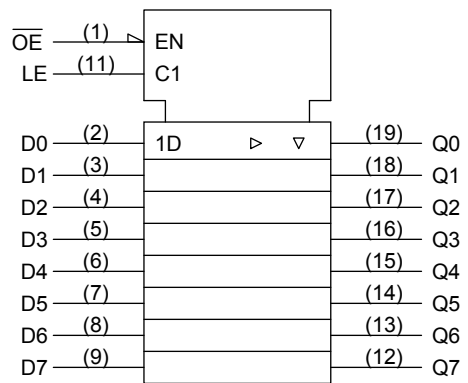 O̅E̅ (1) EN
LE (11) C1
D0 (2) 1D (19) Q0
D1 (3) (18) Q1
D2 (4) (17) Q2
D3 (5) (16) Q3
D4 (6) (15) Q4
D5 (7) (14) Q5
D6 (8) (13) Q6
D7 (9) (12) Q7